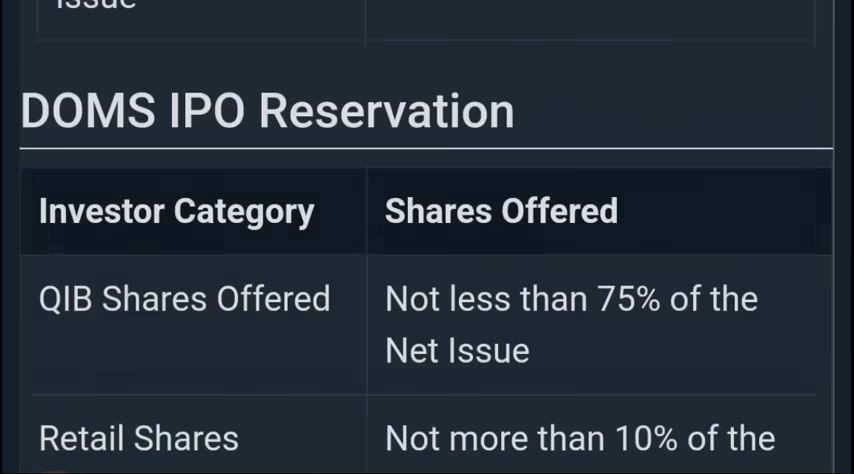 Issue
DOMS IPO Reservation
Investor Category
Shares Offered
QIB Shares Offered
Not less than 75% of the
Net Issue
Retail Shares
Not more than 10% of the